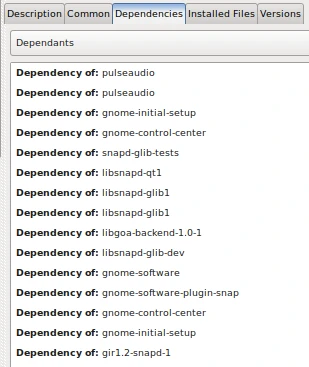 Description Common Dependencies Installed Files Versions
Dependants
Dependency of: pulseaudio
Dependency of: pulseaudio
Dependency of: gnome-initial-setup
Dependency of: gnome-control-center
Dependency of: snapd-glib-tests
Dependency of: libsnapd-qt1
Dependency of: libsnapd-glib1
Dependency of: libsnapd-glib1
Dependency of: libgoa-backend-1.0-1
Dependency of: libsnapd-glib-dev
Dependency of: gnome-software
Dependency of: gnome-software-plugin-snap
Dependency of: gnome-control-center
Dependency of: gnome-initial-setup
Dependency of: gir1.2-snapd-1